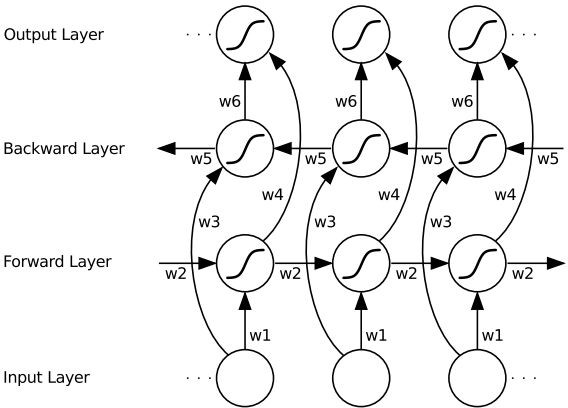 Output Layer
w6 w6 w6
Backward Layer
w5 w5 w5 w5
w4 w4 w4
w3 w3 w3
Forward Layer
w2 w2 w2 w2
w1 w1 w1
Input Layer